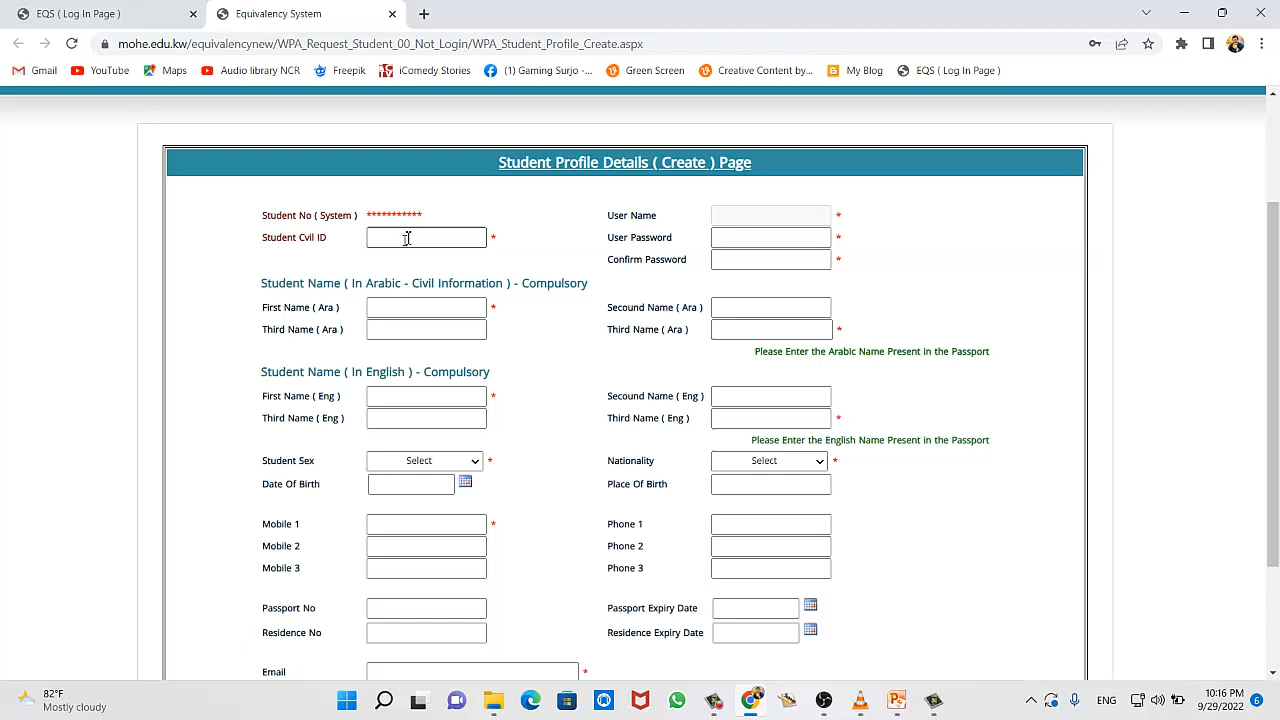 EQS ( Log In Page )
Equivalency System
mohe.edu.kw/equivalencynew/WPA_Request_Student_00_Not_Login/WPA_Student_Profile_Create.aspx
Gmail YouTube Maps Audio library NCR Freepik iComedy Stories (1) Gaming Surjo -... Green Screen Creative Content by... My Blog EQS ( Log In Page )
Student Profile Details ( Create ) Page
Student No ( System ) *********** User Name *
Student Cvil ID * User Password *
Confirm Password *
Student Name ( In Arabic - Civil Information ) - Compulsory
First Name ( Ara ) * Secound Name ( Ara )
Third Name ( Ara ) Third Name ( Ara ) *
Please Enter the Arabic Name Present in the Passport
Student Name ( In English ) - Compulsory
First Name ( Eng ) * Secound Name ( Eng )
Third Name ( Eng ) Third Name ( Eng ) *
Please Enter the English Name Present in the Passport
Student Sex Select * Nationality Select *
Date Of Birth Place Of Birth
Mobile 1 * Phone 1
Mobile 2 Phone 2
Mobile 3 Phone 3
Passport No Passport Expiry Date
Residence No Residence Expiry Date
Email *
82°F
Mostly cloudy
ENG
10:16 PM
9/29/2022
6